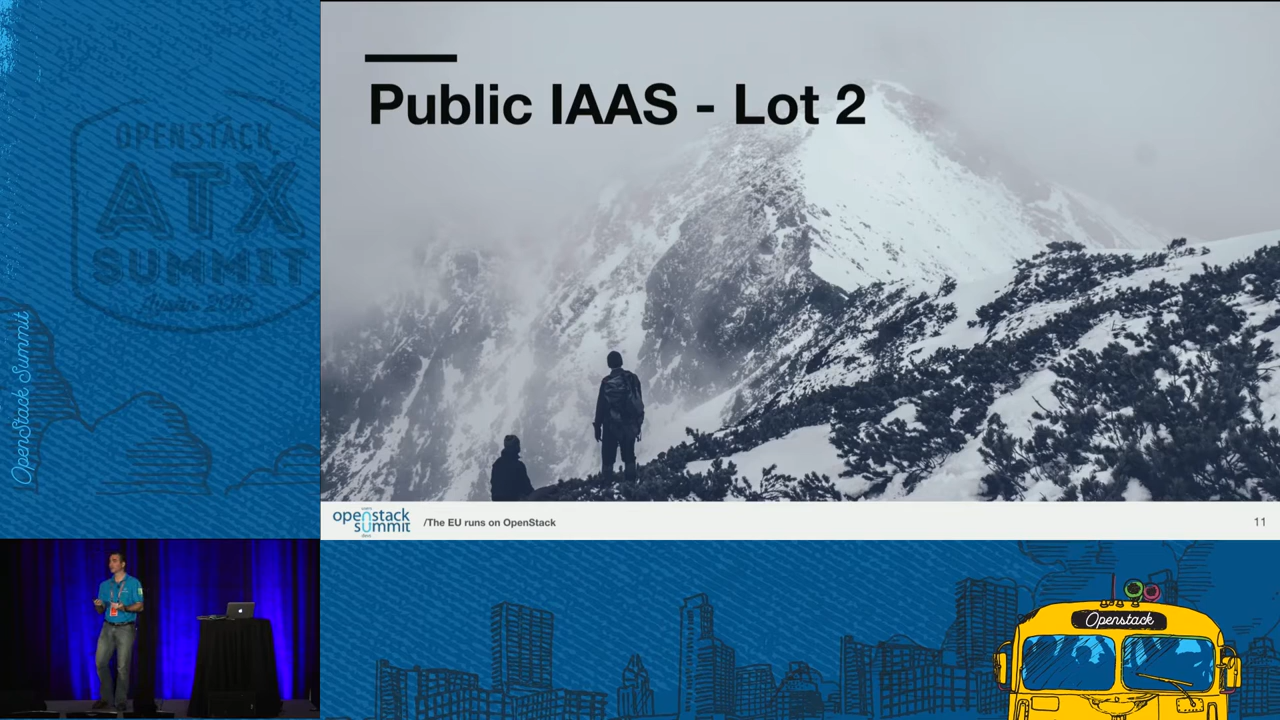 OPENSTACK
ATX
SUMMIT
OpenStack Summit
Public IAAS - Lot 2
openstack
summit
/The EU runs on OpenStack
11
Openstack